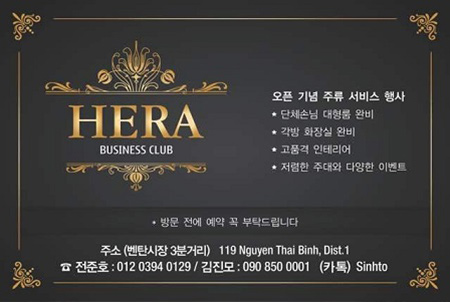 HERA
BUSINESS CLUB
오픈 기념 주류 서비스 행사
★ 단체손님 대형룸 완비
★ 각방 화장실 완비
★ 고품격 인테리어
★ 저렴한 주대와 다양한 이벤트
* 방문 전에 예약 꼭 부탁드립니다
주소 (벤탄시장 3분거리) 119 Nguyen Thai Binh, Dist.1
☎ 전준호 : 012 0394 0129 / 김진모 : 090 850 0001 (카톡) Sinhto